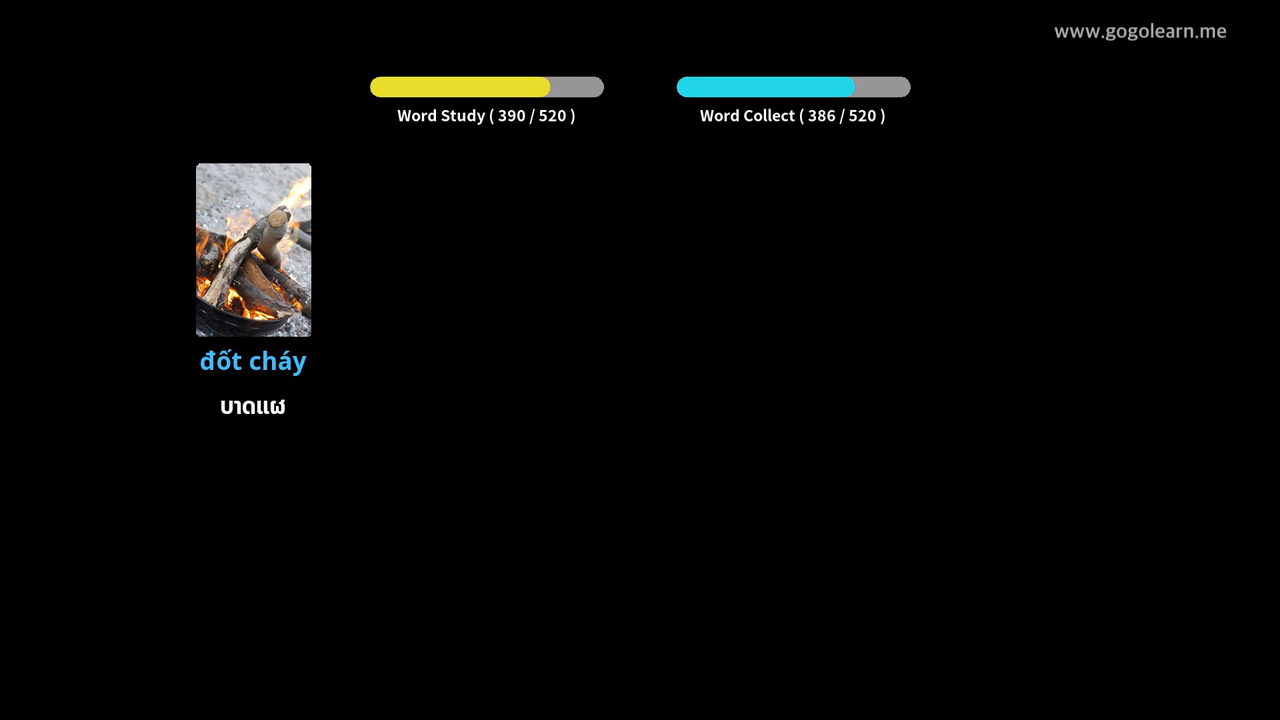 www.gogolearn.me
Word Study ( 390 / 520 )
Word Collect ( 386 / 520 )
đốt cháy
บาดแผ